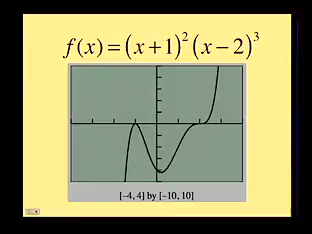 f(x) = (x+1)²(x−2)³
[−4, 4] by [−10, 10]